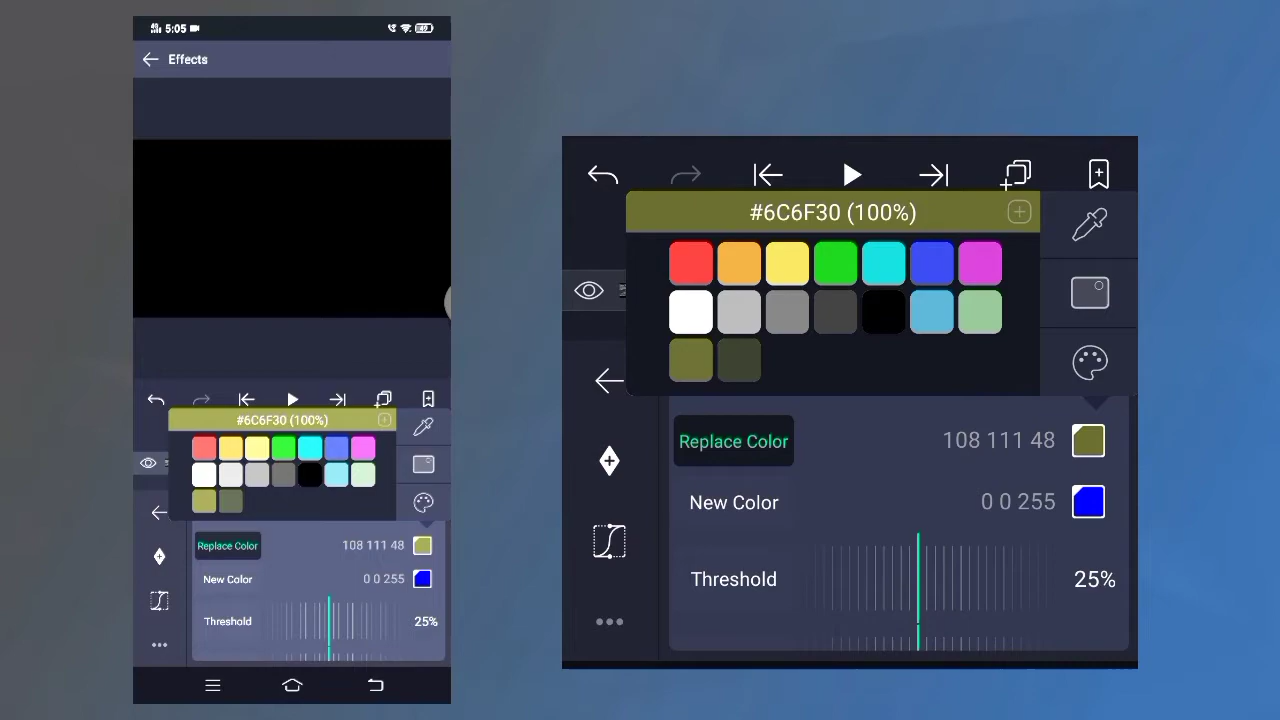 5:05
49
Effects
#6C6F30 (100%)
Replace Color 108 111 48
New Color 0 0 255
Threshold 25%
#6C6F30 (100%)
Replace Color 108 111 48
New Color 0 0 255
Threshold 25%